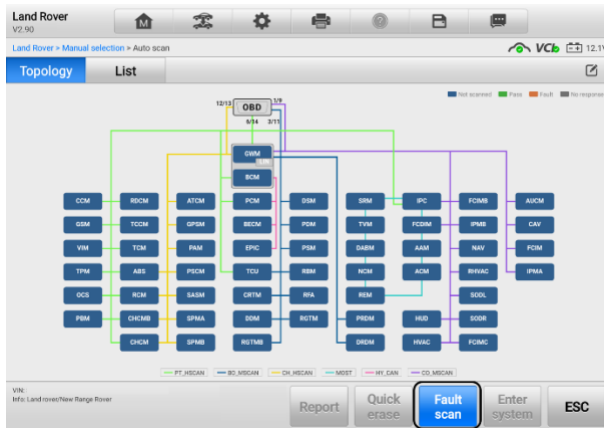 Land Rover
V2.90
Land Rover > Manual selection > Auto scan
VCI 12.1V
Topology List
Not scanned Pass Fault No response
12/13 OBD 1/9
6/14 3/11
GWM
BCM
CCM RDCM ATCM PCM DSM SRM IPC FCIMB AUCM
GSM TCCM GPSM BECM PDM TVM FCDIM IPMB CAV
VIM TCM PAM EPIC PSM DABM AAM NAV FCIM
TPM ABS PSCM TCU RBM NCM ACM RHVAC IPMA
OCS RCM SASM CRTM RFA REM SODL
PBM CHCMB SPMA DDM RGTM PRDM HUD SODR
CHCM SPMB RGTMB DRDM HVAC FCIMC
PT_HSCAN BO_MSCAN CH_HSCAN MOST HY_CAN CO_MSCAN
VIN:
Info: Land rover/New Range Rover
Report Quick erase Fault scan Enter system ESC